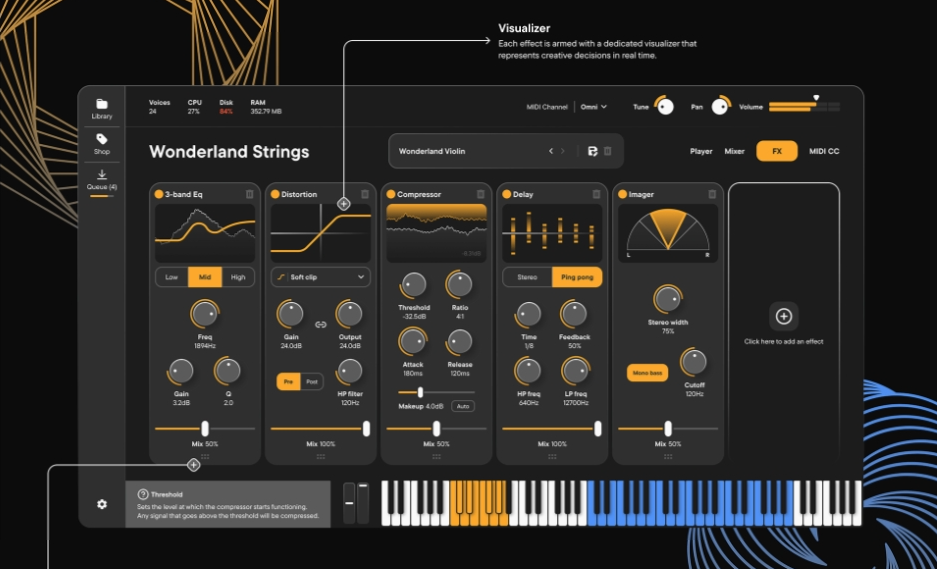 Visualizer
Each effect is armed with a dedicated visualizer that
represents creative decisions in real time.
Library
Shop
Queue (4)
Voices
24
CPU
27%
Disk
84%
RAM
352.79 MB
MIDI Channel
Omni
Tune
Pan
Volume
Wonderland Strings
Wonderland Violin
Player
Mixer
FX
MIDI CC
3-band Eq
Low
Mid
High
Freq
1894Hz
Gain
3.2dB
Q
2.0
Mix 50%
Distortion
Soft clip
Gain
24.0dB
Output
24.0dB
Pre
Post
HP filter
120Hz
Mix 100%
Compressor
Threshold
-32.5dB
Ratio
4:1
Attack
180ms
Release
120ms
Makeup 4.0dB
Auto
Mix 50%
Delay
Stereo
Ping pong
Time
1/8
Feedback
50%
HP freq
640Hz
LP freq
12700Hz
Mix 100%
Imager
L
R
Stereo width
75%
Mono bass
Cutoff
120Hz
Mix 50%
Click here to add an effect
Threshold
Sets the level at which the compressor starts functioning.
Any signal that goes above the threshold will be compressed.